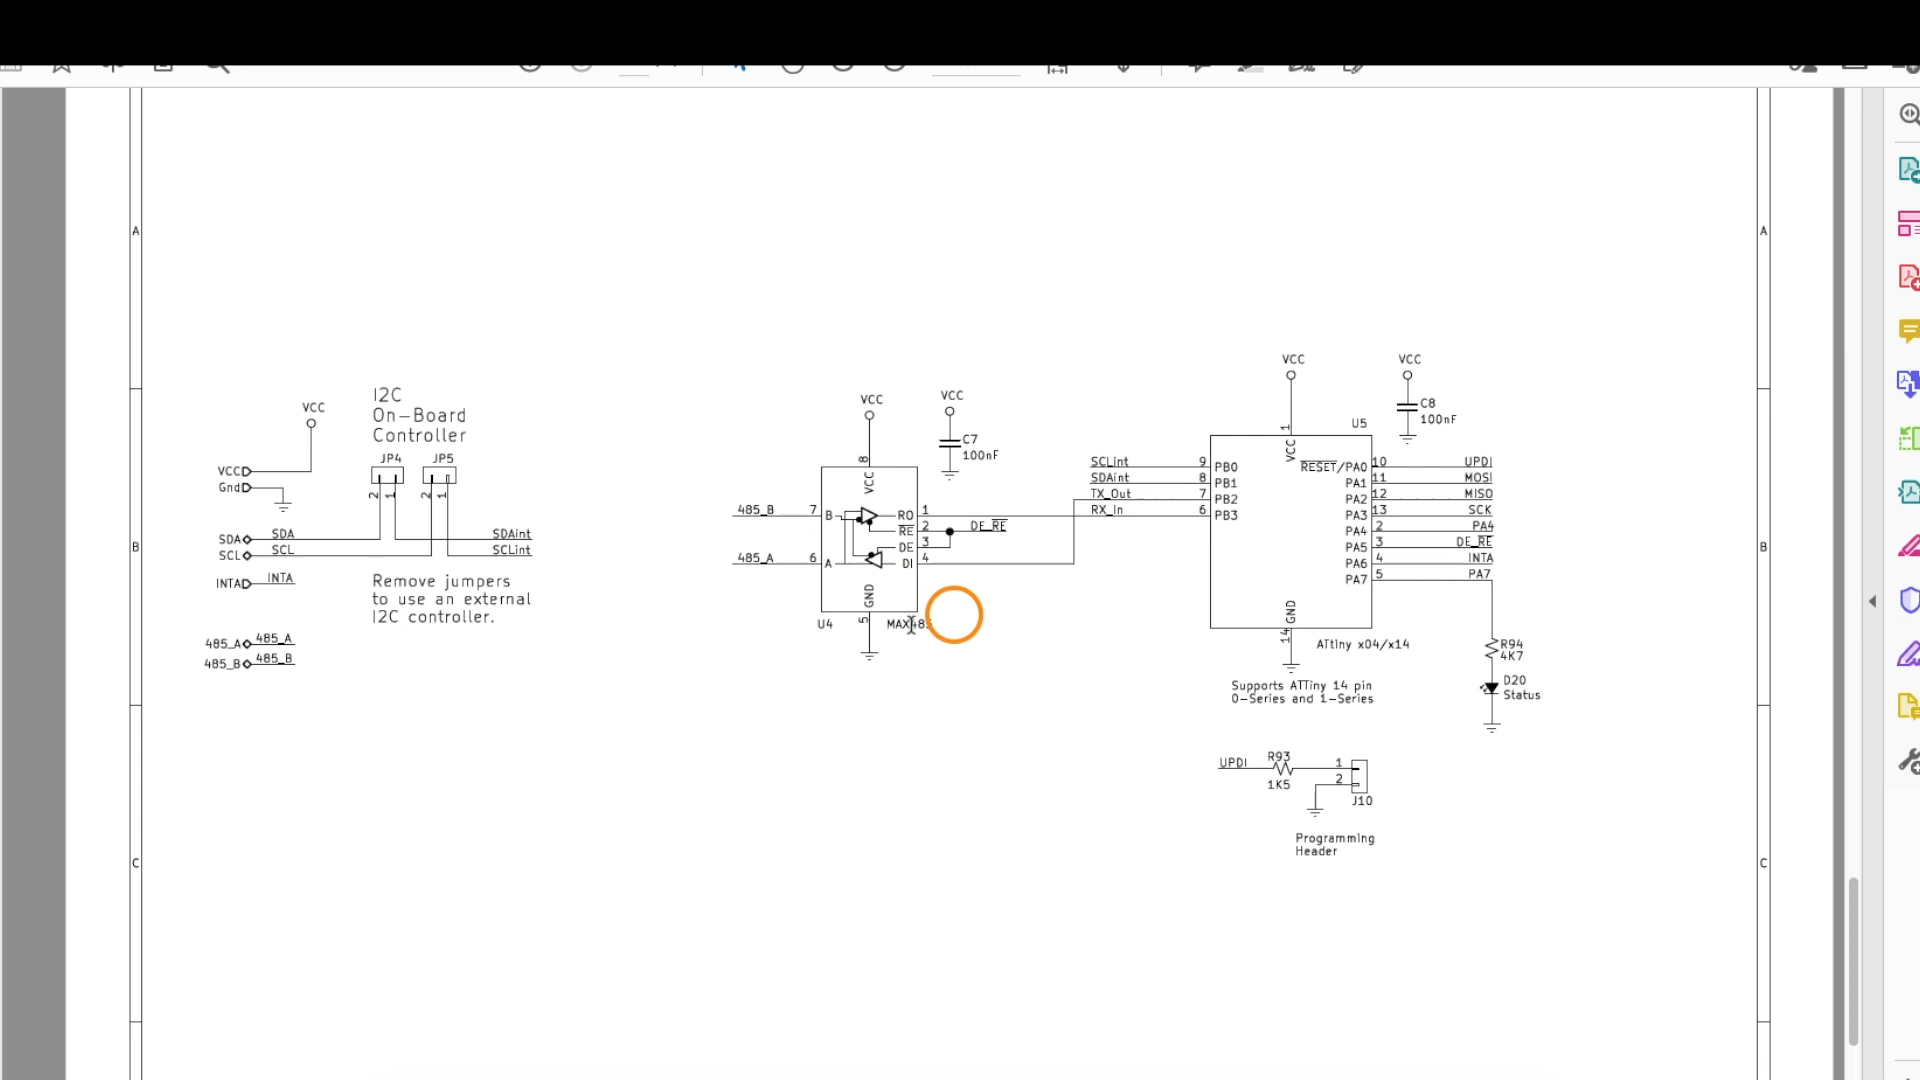 A
A
VCC
VCC
I2C
On-Board
Controller
VCC
VCC
VCC
C8
100nF
U5
JP4
JP5
C7
100nF
1
VCC
8
VCC
VCC
Gnd
2
1
2
1
SCLint
9
PB0
RESET/PA0
10
UPDI
SDAint
8
PB1
PA1
11
MOSI
TX_Out
7
PB2
PA2
12
MISO
RX_In
6
PB3
PA3
13
SCK
PA4
2
PA4
PA5
3
DE_RE
PA6
4
INTA
PA7
5
PA7
485_B
7
B
RO
1
RE
2
DE_RE
DE
3
485_A
6
A
DI
4
GND
5
U4
MAX485
SDA
SDA
SDAint
SCL
SCL
SCLint
B
B
INTA
INTA
Remove jumpers
to use an external
I2C controller.
485_A
485_A
485_B
485_B
GND
14
ATtiny x04/x14
Supports ATTiny 14 pin
0-Series and 1-Series
R94
4K7
D20
Status
UPDI
R93
1K5
1
2
J10
Programming
Header
C
C